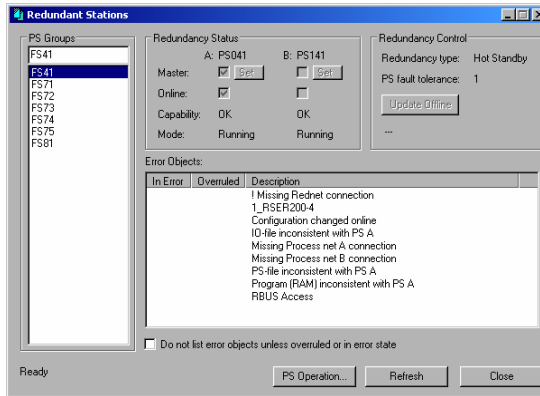 Redundant Stations
PS Groups
FS41
FS41
FS71
FS72
FS73
FS74
FS75
FS81
Redundancy Status
A: PS041 B: PS141
Master: Set Set
Online:
Capability: OK OK
Mode: Running Running
Redundancy Control
Redundancy type: Hot Standby
PS fault tolerance: 1
Update Offline
...
Error Objects:
In Error Overruled Description
! Missing Rednet connection
1_RSER200-4
Configuration changed online
IO-file inconsistent with PS A
Missing Process net A connection
Missing Process net B connection
PS-file inconsistent with PS A
Program (RAM) inconsistent with PS A
RBUS Access
Do not list error objects unless overruled or in error state
Ready
PS Operation... Refresh Close